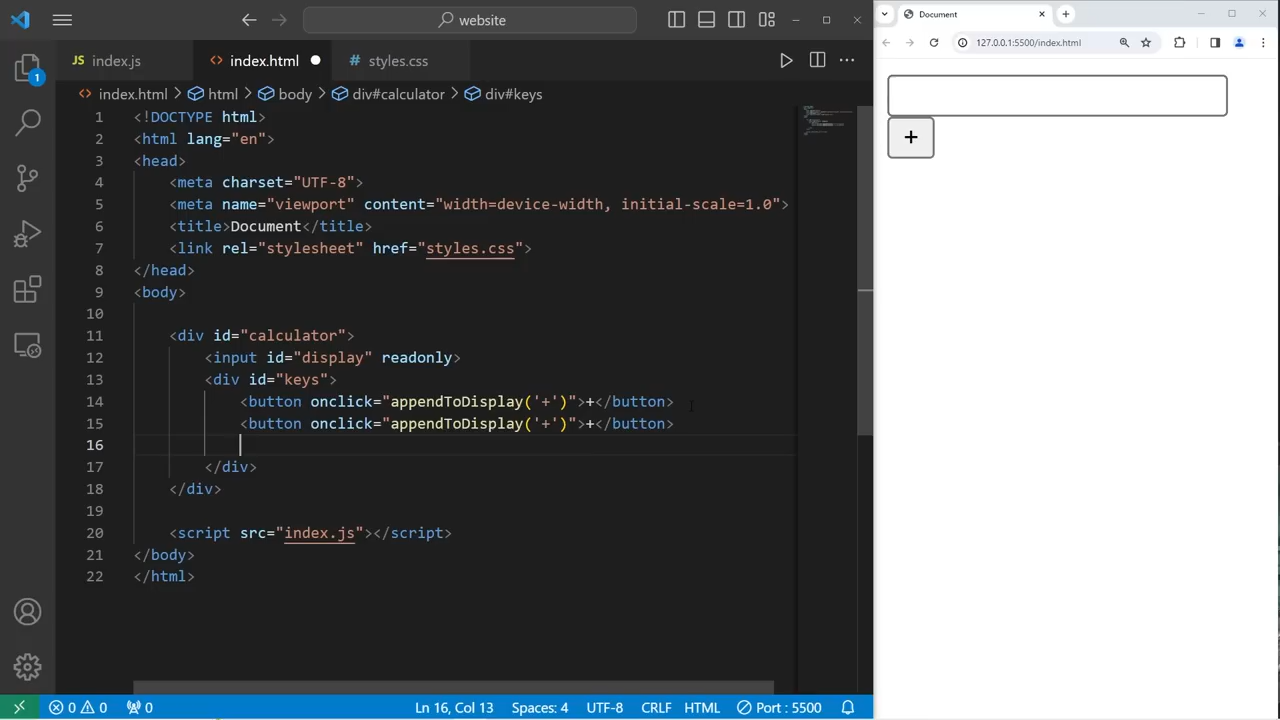 website
JS index.js
<> index.html
# styles.css
index.html > html > body > div#calculator > div#keys
1 <!DOCTYPE html>
2 <html lang="en">
3 <head>
4 <meta charset="UTF-8">
5 <meta name="viewport" content="width=device-width, initial-scale=1.0">
6 <title>Document</title>
7 <link rel="stylesheet" href="styles.css">
8 </head>
9 <body>
10
11 <div id="calculator">
12 <input id="display" readonly>
13 <div id="keys">
14 <button onclick="appendToDisplay('+')">+</button>
15 <button onclick="appendToDisplay('+')">+</button>
16
17 </div>
18 </div>
19
20 <script src="index.js"></script>
21 </body>
22 </html>
1
0 0
0
Ln 16, Col 13
Spaces: 4
UTF-8
CRLF
HTML
Port : 5500
Document
127.0.0.1:5500/index.html
+